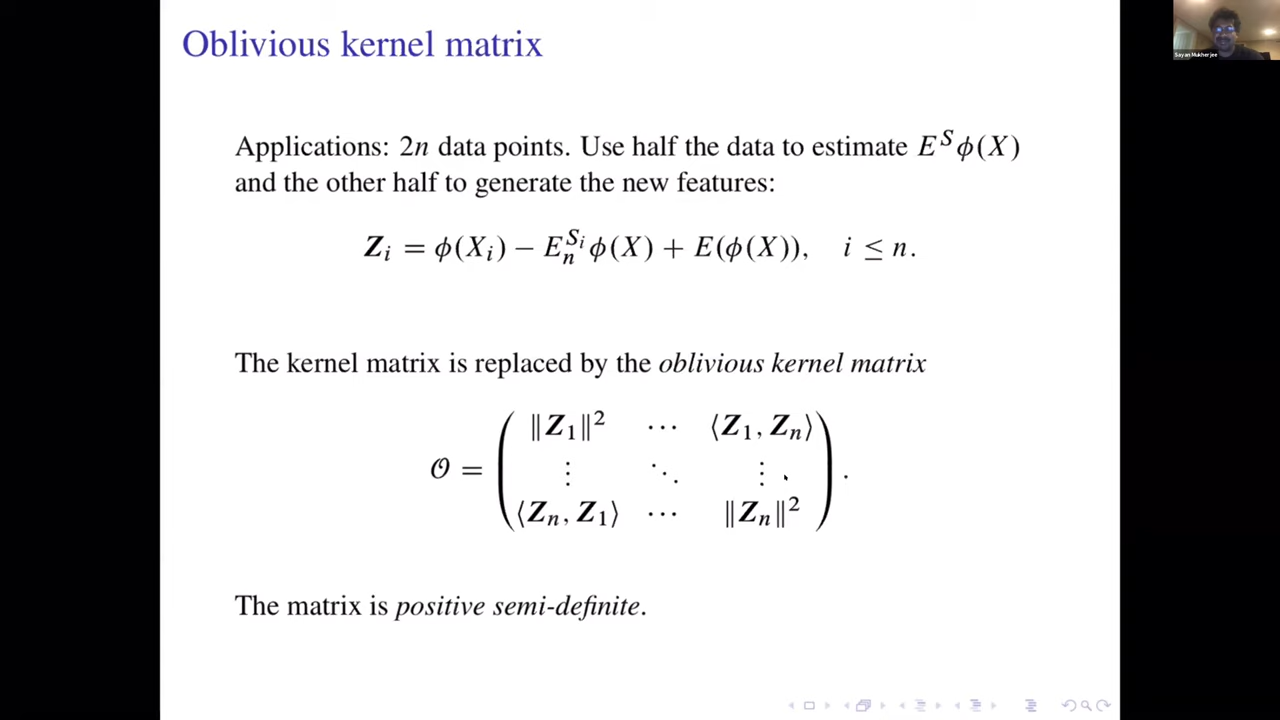 Oblivious kernel matrix
Sayan Mukherjee
Applications: 2n data points. Use half the data to estimate E^S ϕ(X)
and the other half to generate the new features:
Z_i = ϕ(X_i) − E_n^{S_i} ϕ(X) + E(ϕ(X)), i ≤ n.
The kernel matrix is replaced by the oblivious kernel matrix
𝒪 = ( ‖Z_1‖² ⋯ ⟨Z_1, Z_n⟩
⋮ ⋱ ⋮
⟨Z_n, Z_1⟩ ⋯ ‖Z_n‖² ) .
The matrix is positive semi-definite.